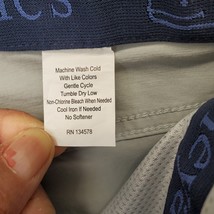 Machine Wash Cold
With Like Colors
Gentle Cycle
Tumble Dry Low
Non-Chlorine Bleach When Needed
Cool Iron if Needed
No Softener
RN 134578